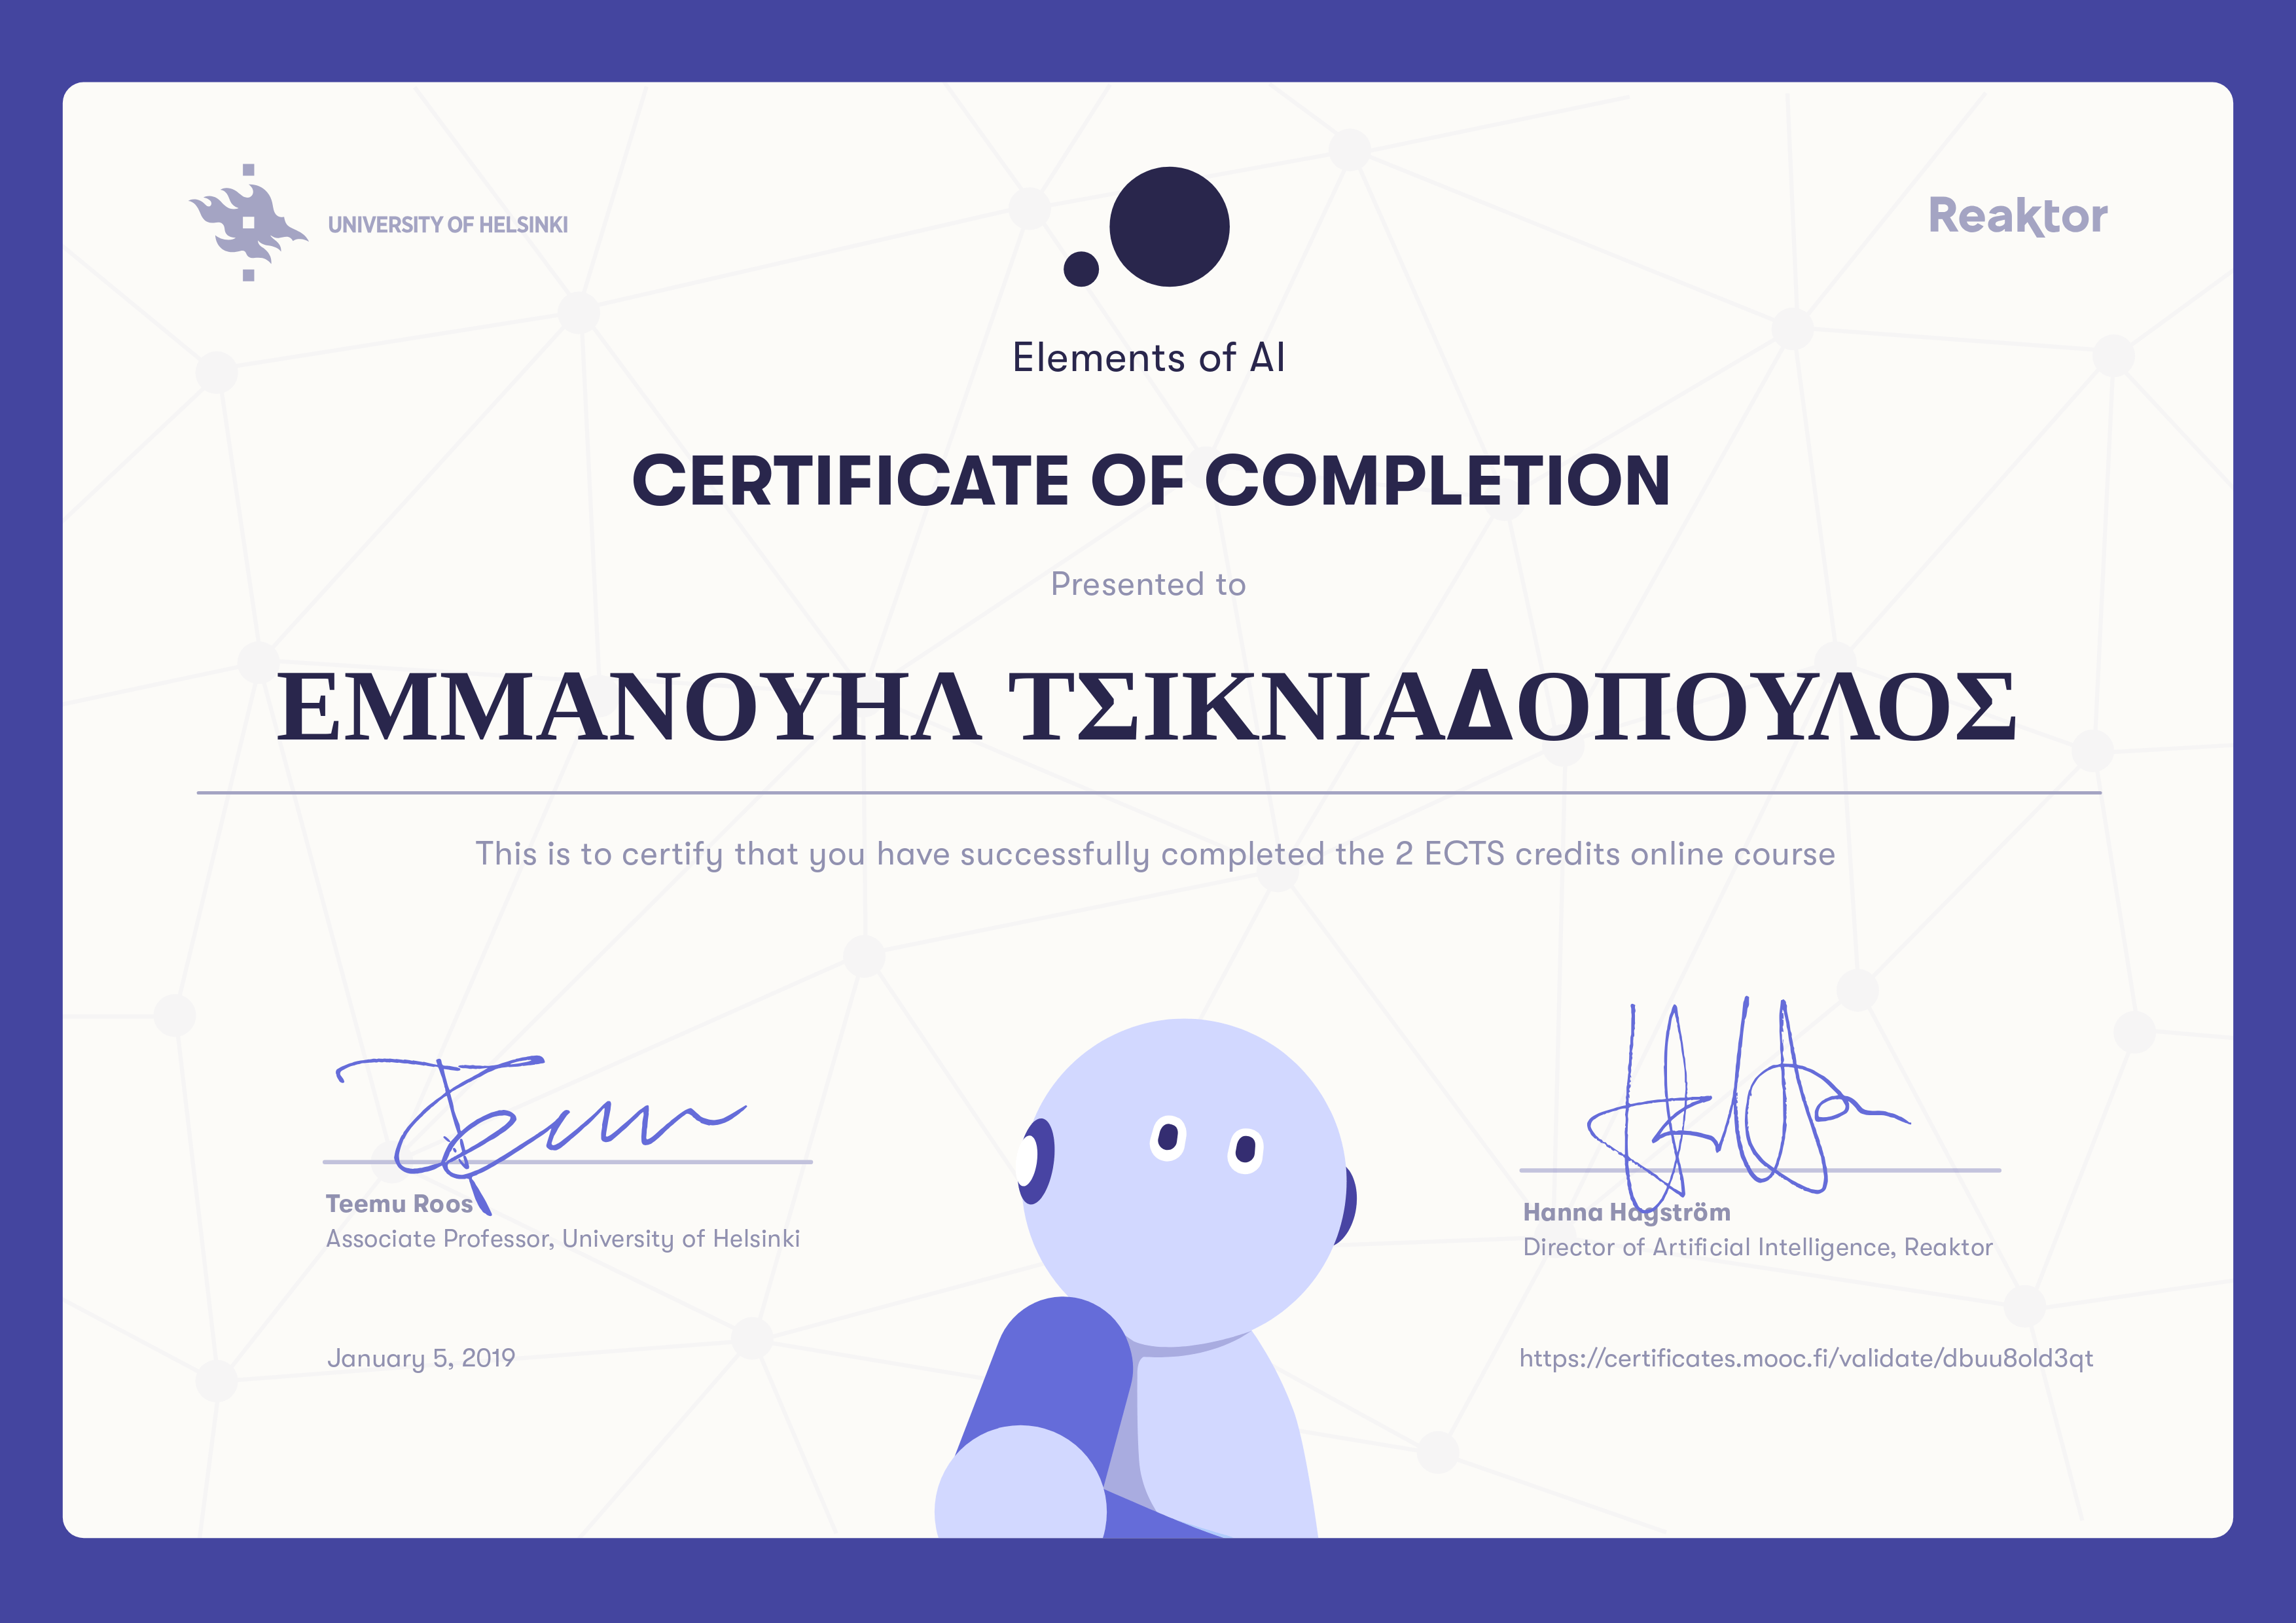 UNIVERSITY OF HELSINKI
Reaktor
Elements of AI
CERTIFICATE OF COMPLETION
Presented to
ΕΜΜΑΝΟΥΗΛ ΤΣΙΚΝΙΑΔΟΠΟΥΛΟΣ
This is to certify that you have successfully completed the 2 ECTS credits online course
Teemu Roos
Associate Professor, University of Helsinki
Hanna Hagström
Director of Artificial Intelligence, Reaktor
January 5, 2019
https://certificates.mooc.fi/validate/dbuu8old3qt